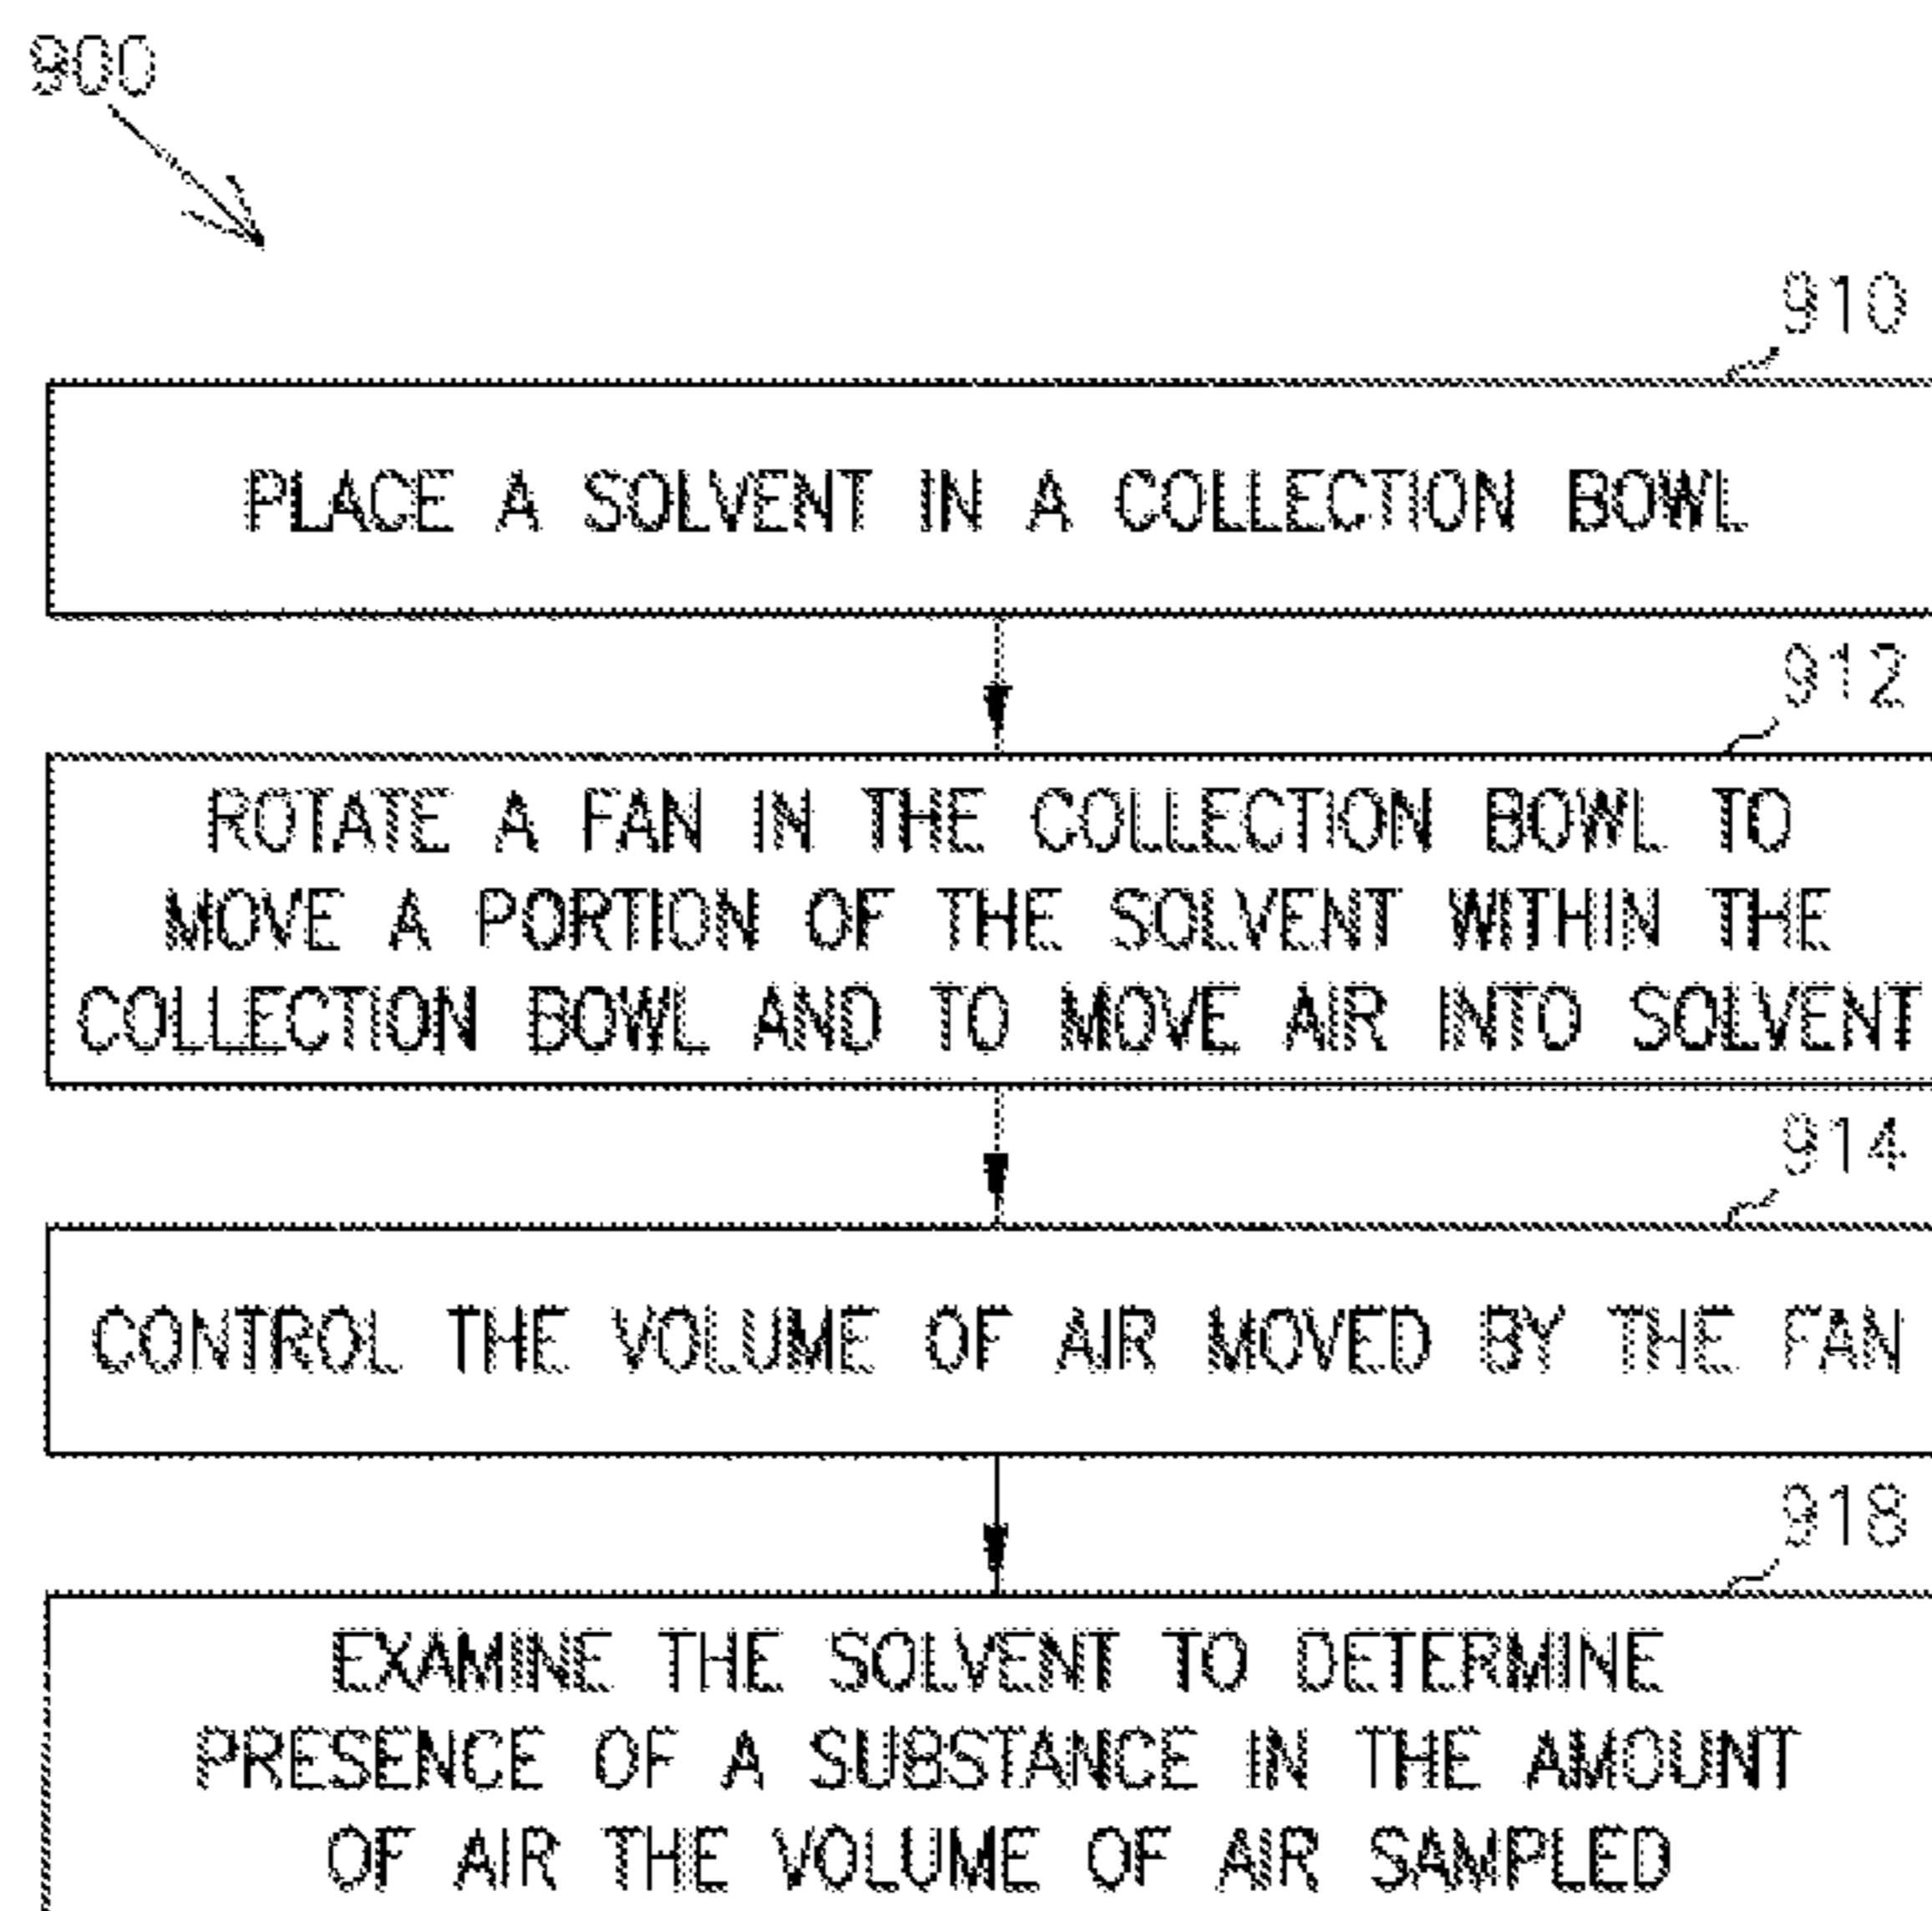 900
910
PLACE A SOLVENT IN A COLLECTION BOWL
912
ROTATE A FAN IN THE COLLECTION BOWL TO
MOVE A PORTION OF THE SOLVENT WITHIN THE
COLLECTION BOWL AND TO MOVE AIR INTO SOLVENT
914
CONTROL THE VOLUME OF AIR MOVED BY THE FAN
918
EXAMINE THE SOLVENT TO DETERMINE
PRESENCE OF A SUBSTANCE IN THE AMOUNT
OF AIR THE VOLUME OF AIR SAMPLED